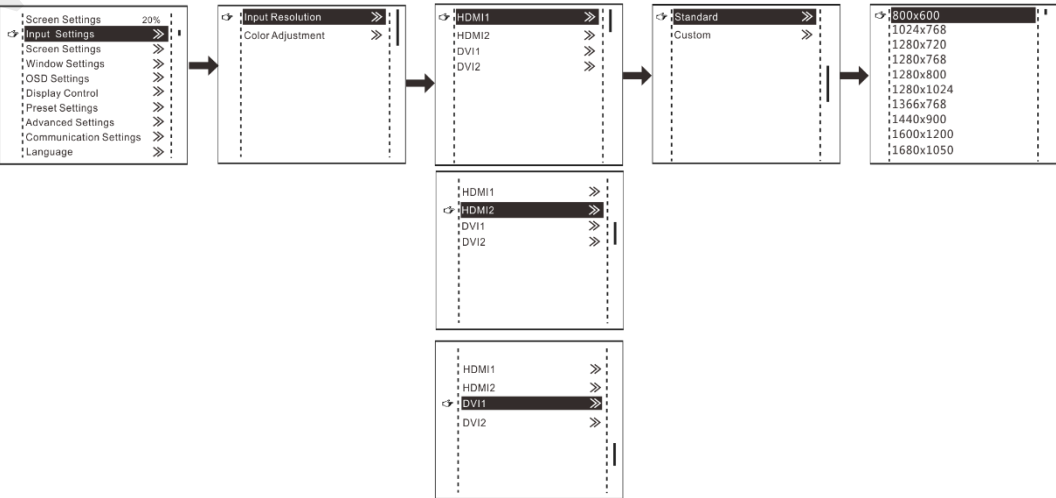 Screen Settings 20%
Input Settings
Screen Settings
Window Settings
OSD Settings
Display Control
Preset Settings
Advanced Settings
Communication Settings
Language
Input Resolution
Color Adjustment
HDMI1
HDMI2
DVI1
DVI2
Standard
Custom
800x600
1024x768
1280x720
1280x768
1280x800
1280x1024
1366x768
1440x900
1600x1200
1680x1050
HDMI1
HDMI2
DVI1
DVI2
HDMI1
HDMI2
DVI1
DVI2